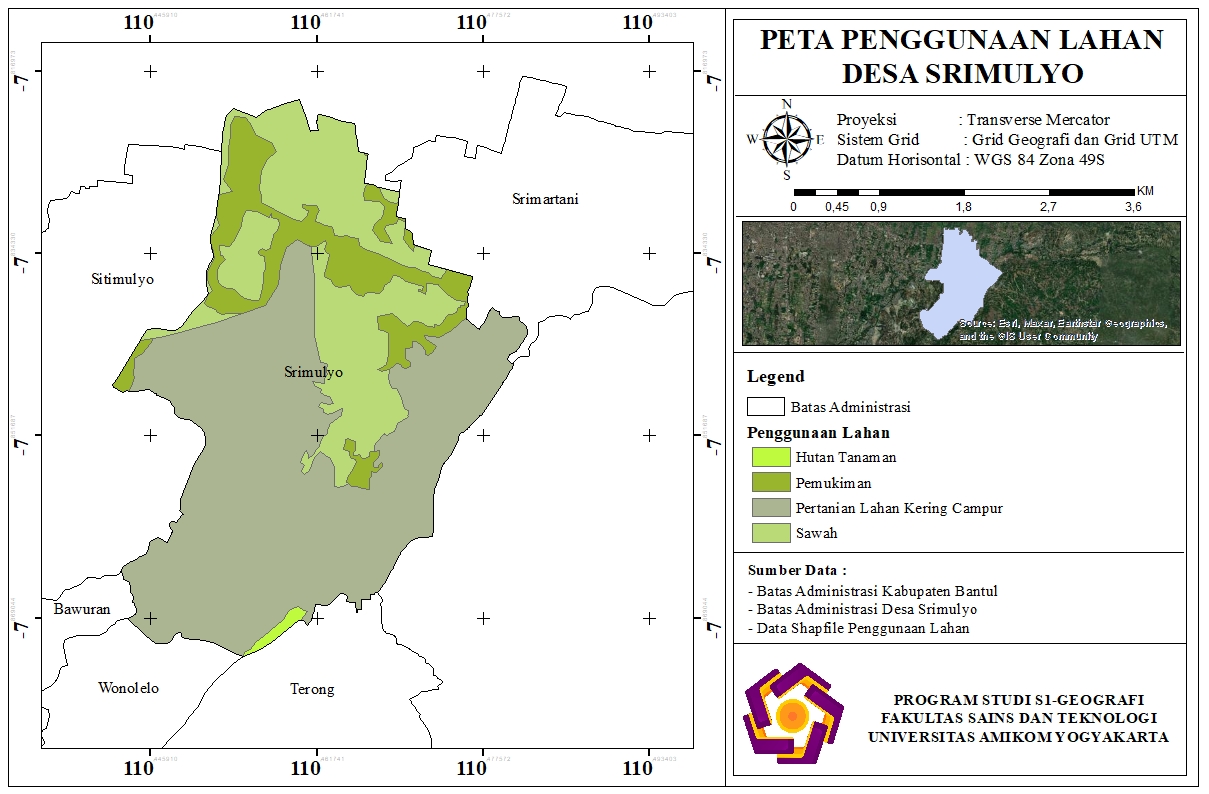 110 110 110 110
-7 -7
-7 -7
-7 -7
-7 -7
Srimartani
Sitimulyo
Srimulyo
Bawuran
Wonolelo
Terong
110 110 110 110
PETA PENGGUNAAN LAHAN
DESA SRIMULYO
N
W E
S
Proyeksi : Transverse Mercator
Sistem Grid : Grid Geografi dan Grid UTM
Datum Horisontal : WGS 84 Zona 49S
KM
0 0,45 0,9 1,8 2,7 3,6
Source: Esri, Maxar, Earthstar Geographics,
and the GIS User Community
Legend
Batas Administrasi
Penggunaan Lahan
Hutan Tanaman
Pemukiman
Pertanian Lahan Kering Campur
Sawah
Sumber Data :
- Batas Administrasi Kabupaten Bantul
- Batas Administrasi Desa Srimulyo
- Data Shapfile Penggunaan Lahan
PROGRAM STUDI S1-GEOGRAFI
FAKULTAS SAINS DAN TEKNOLOGI
UNIVERSITAS AMIKOM YOGYAKARTA